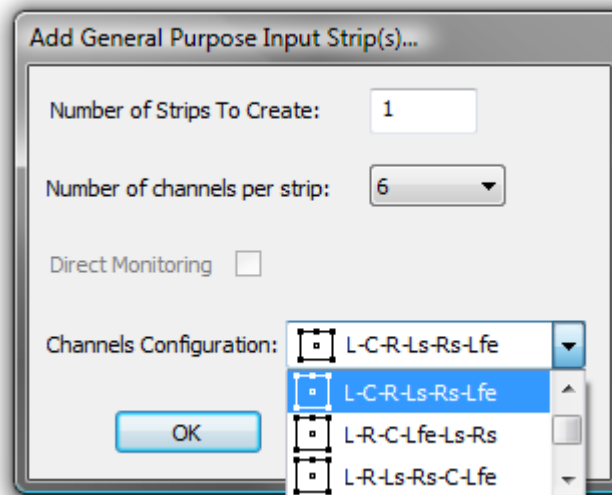 Add General Purpose Input Strip(s)...
Number of Strips To Create: 1
Number of channels per strip: 6
Direct Monitoring
Channels Configuration: L-C-R-Ls-Rs-Lfe
L-C-R-Ls-Rs-Lfe
OK L-R-C-Lfe-Ls-Rs
L-R-Ls-Rs-C-Lfe